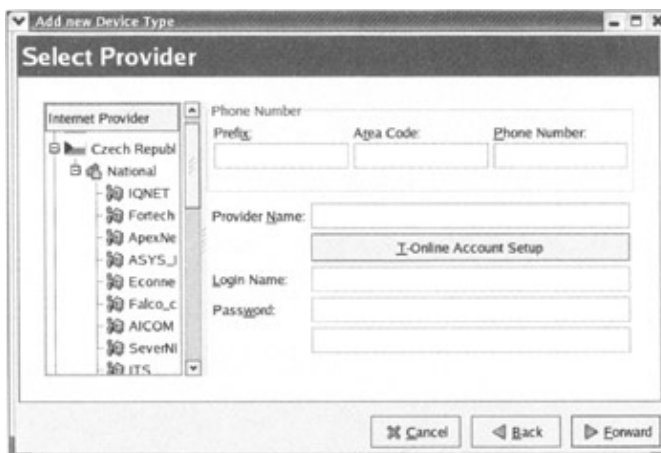 Add new Device Type
Select Provider
Internet Provider
Czech Republ
National
IQNET
Fortech
ApexNe
ASYS_I
Econne
Falco_c
AICOM
SeverNI
ITS
Phone Number
Prefix: Area Code: Phone Number:
Provider Name:
T-Online Account Setup
Login Name:
Password:
Cancel Back Forward